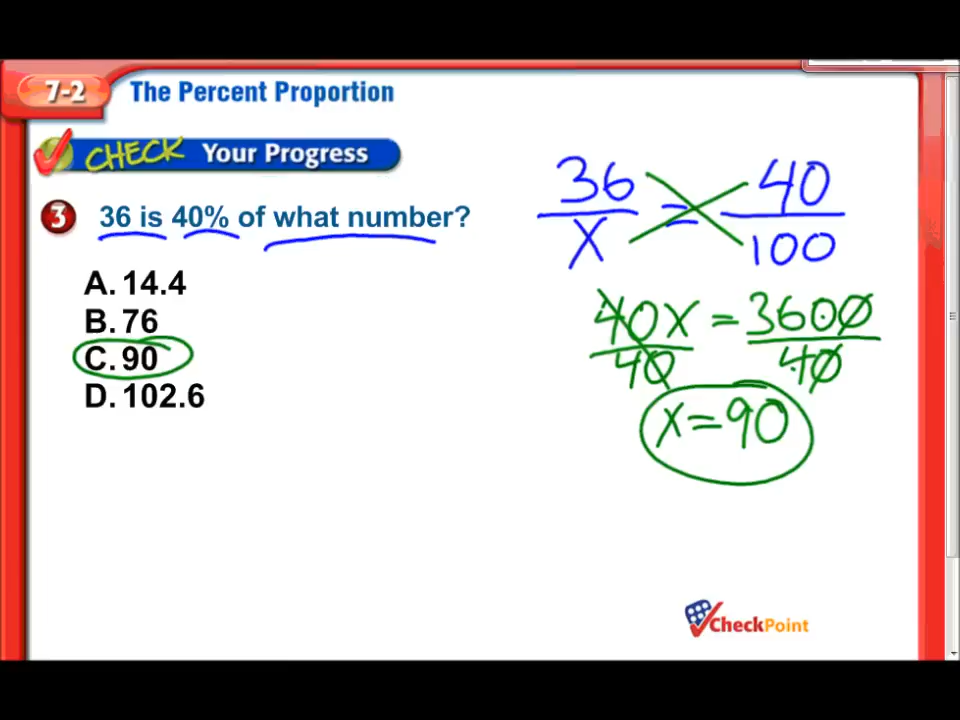 7-2 The Percent Proportion
CHECK Your Progress
3 36 is 40% of what number?
A. 14.4
B. 76
C. 90
D. 102.6
36 = 40
x 100
40x = 3600
40 40
x = 90
CheckPoint